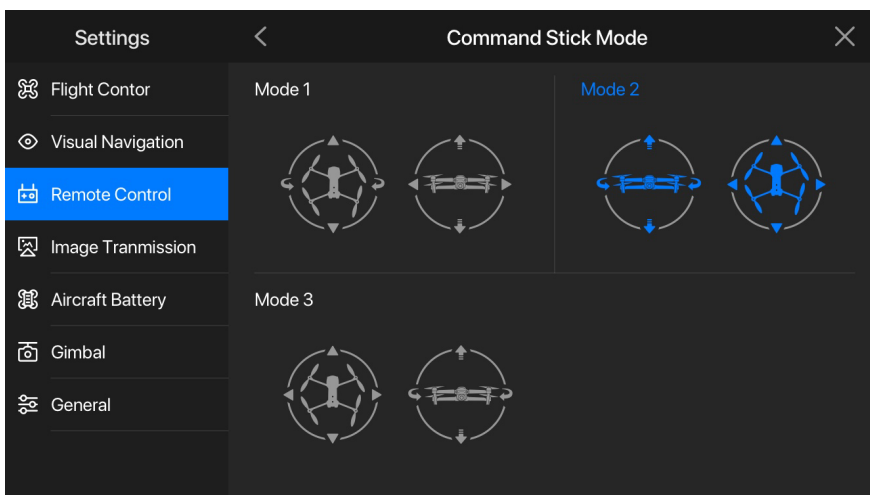 Settings
Command Stick Mode
Flight Contor
Visual Navigation
Remote Control
Image Tranmission
Aircraft Battery
Gimbal
General
Mode 1
Mode 2
Mode 3